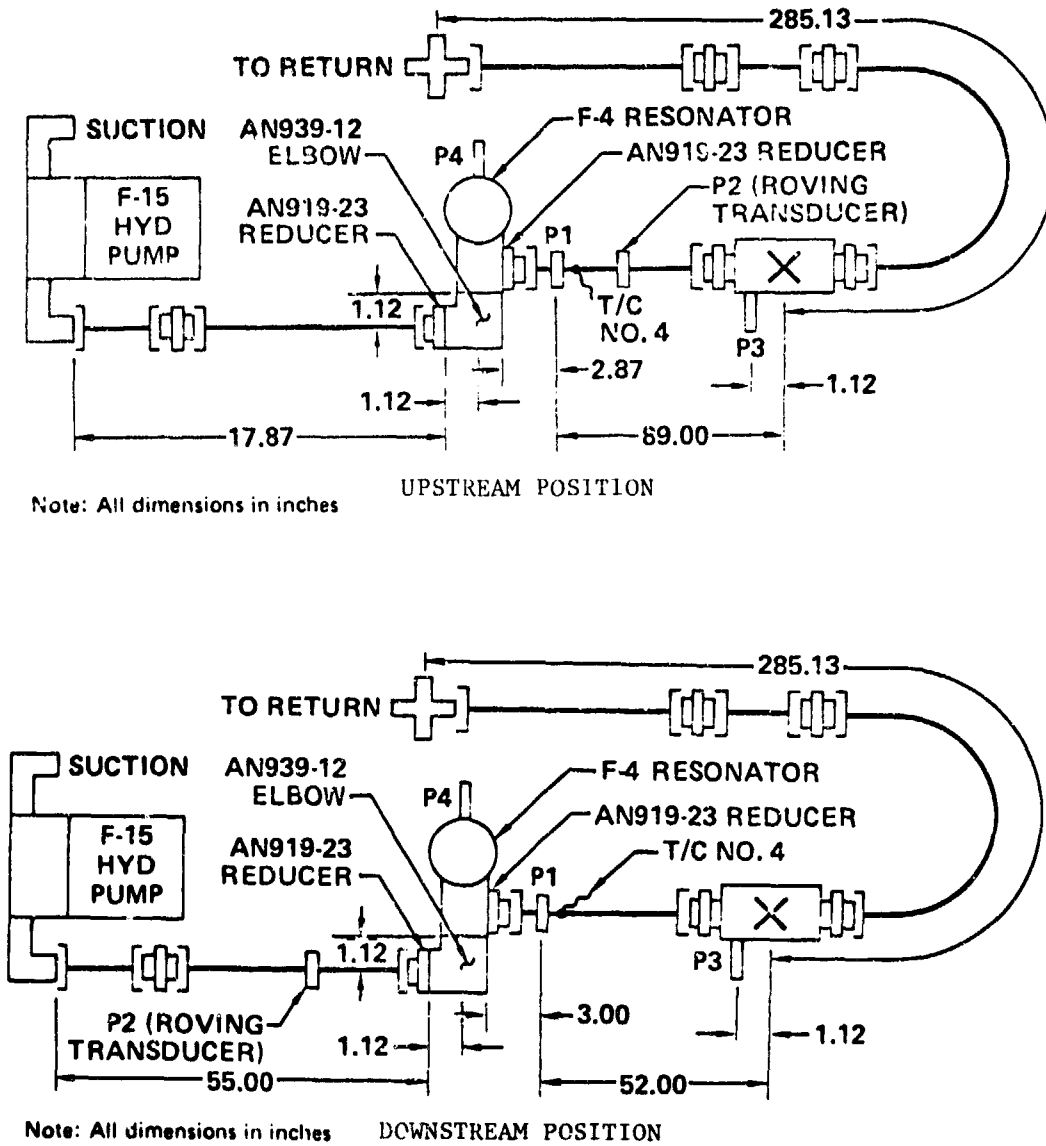 285.13
TO RETURN
SUCTION
AN939-12
ELBOW
P4
F-4 RESONATOR
AN919-23 REDUCER
P2 (ROVING
TRANSDUCER)
F-15
HYD
PUMP
AN919-23
REDUCER
P1
1.12
T/C
NO. 4
P3
2.87
1.12
1.12
17.87
89.00
UPSTREAM POSITION
Note: All dimensions in inches
285.13
TO RETURN
SUCTION
AN939-12
ELBOW
P4
F-4 RESONATOR
AN919-23 REDUCER
T/C NO. 4
F-15
HYD
PUMP
AN919-23
REDUCER
P1
1.12
P3
P2 (ROVING
TRANSDUCER)
3.00
1.12
1.12
55.00
52.00
Note: All dimensions in inches
DOWNSTREAM POSITION